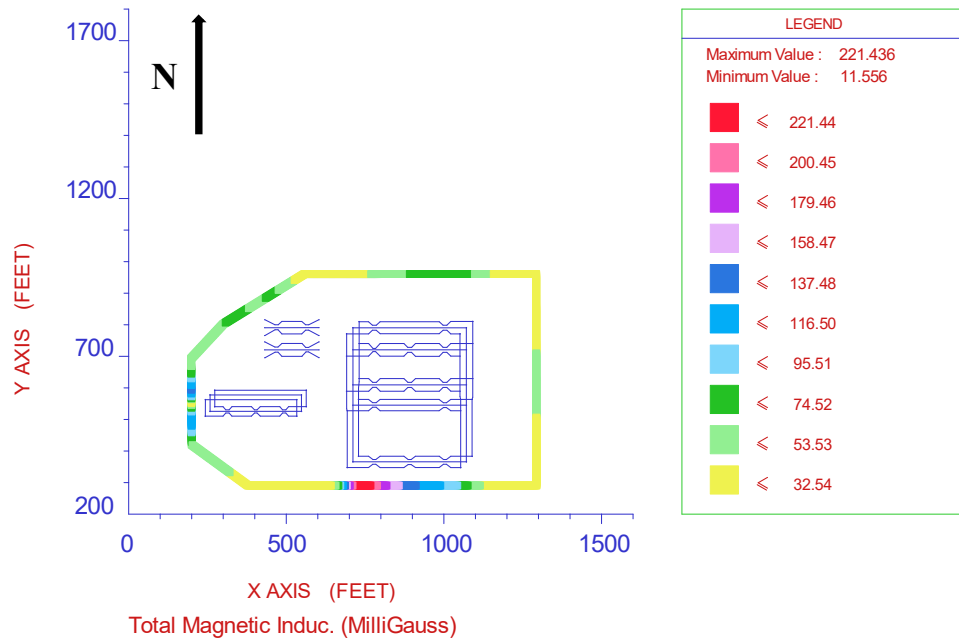 1700
1200
700
200
Y AXIS (FEET)
N
0 500 1000 1500
X AXIS (FEET)
Total Magnetic Induc. (MilliGauss)
LEGEND
Maximum Value : 221.436
Minimum Value : 11.556
⩽ 221.44
⩽ 200.45
⩽ 179.46
⩽ 158.47
⩽ 137.48
⩽ 116.50
⩽ 95.51
⩽ 74.52
⩽ 53.53
⩽ 32.54